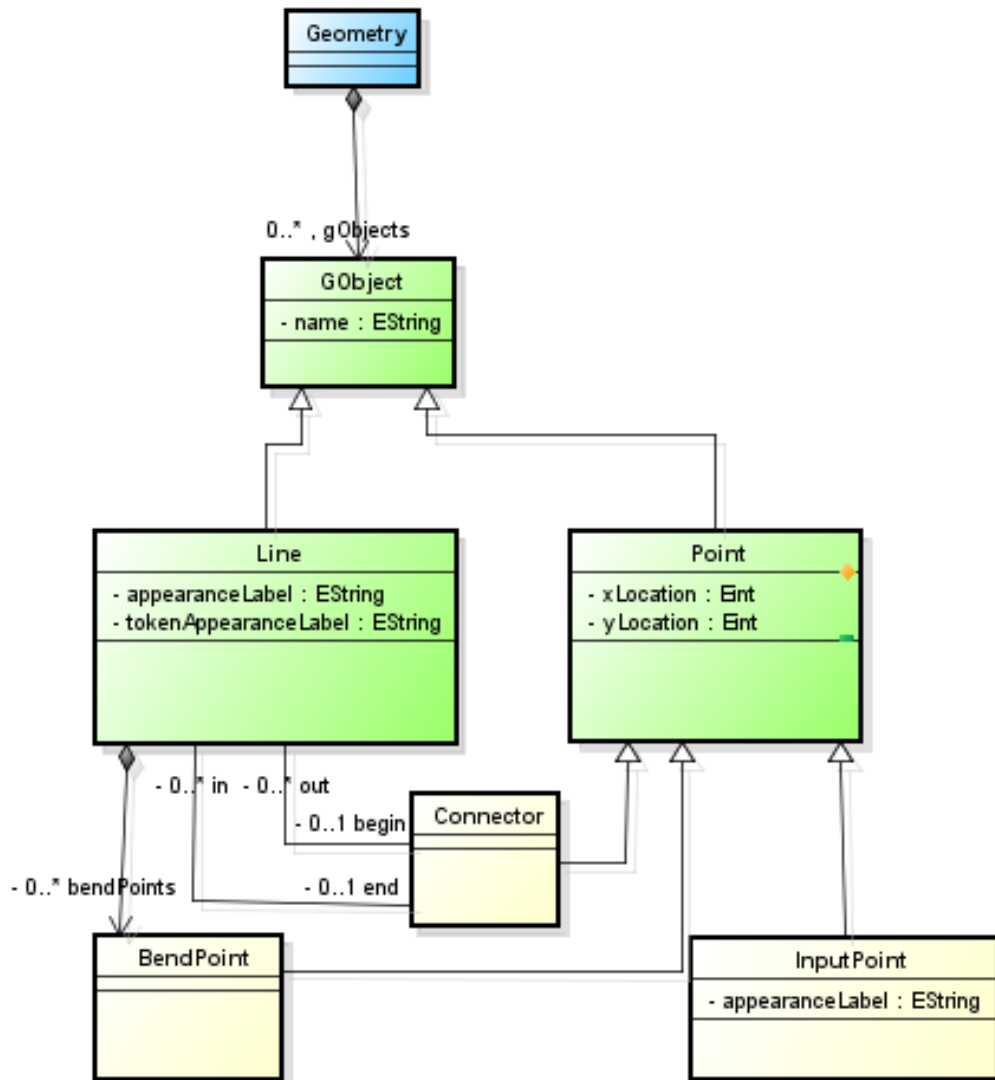 Geometry
0..* , gObjects
GObject
- name : EString
Line
- appearanceLabel : EString
- tokenAppearanceLabel : EString
Point
- xLocation : Eint
- yLocation : Eint
- 0..* in - 0..* out
- 0..1 begin
Connector
- 0..* bendPoints
- 0..1 end
BendPoint
InputPoint
- appearanceLabel : EString